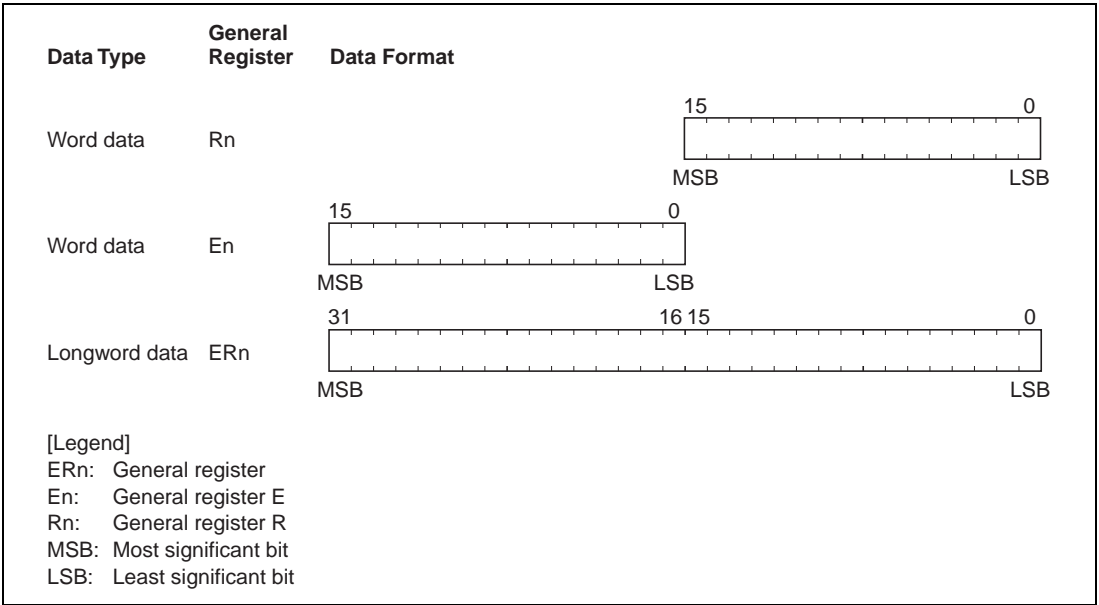 Data Type General Register Data Format
15 0
Word data Rn
MSB LSB
15 0
Word data En
MSB LSB
31 16 15 0
Longword data ERn
MSB LSB
[Legend]
ERn: General register
En: General register E
Rn: General register R
MSB: Most significant bit
LSB: Least significant bit